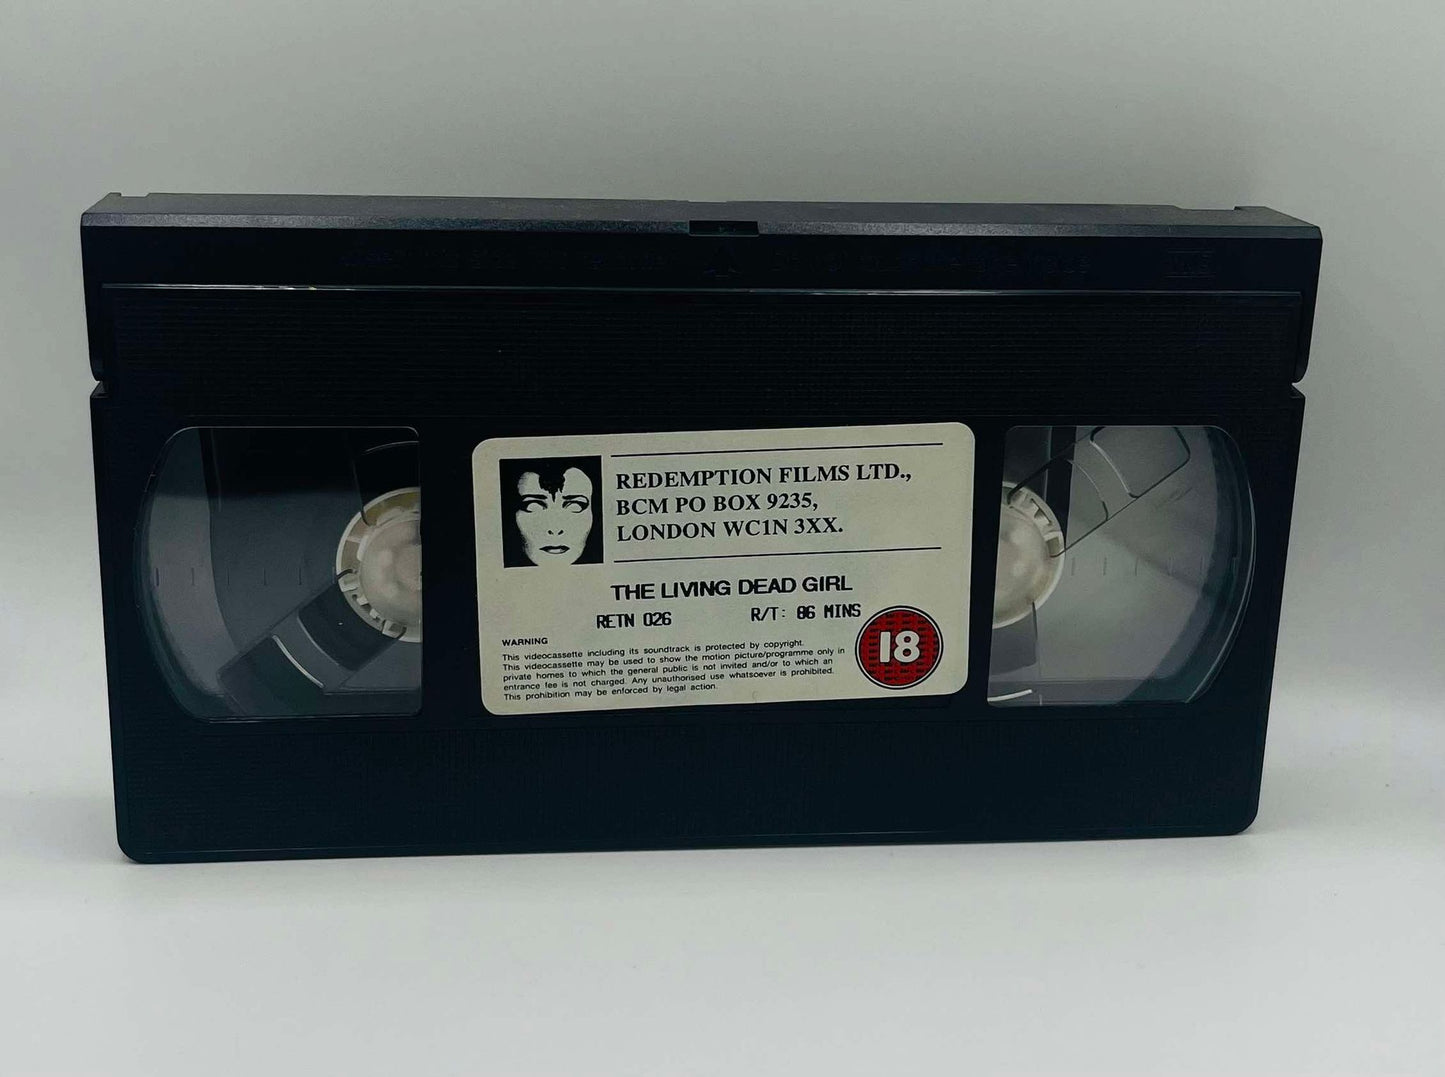 REDEMPTION FILMS LTD.,
BCM PO BOX 9235,
LONDON WC1N 3XX.
THE LIVING DEAD GIRL
RETN 026 R/T: 86 MINS
WARNING
This videocassette including its soundtrack is protected by copyright.
This videocassette may be used to show the motion picture/programme only in
private homes to which the general public is not invited and/or to which an
entrance fee is not charged. Any unauthorised use whatsoever is prohibited.
This prohibition may be enforced by legal action.
18